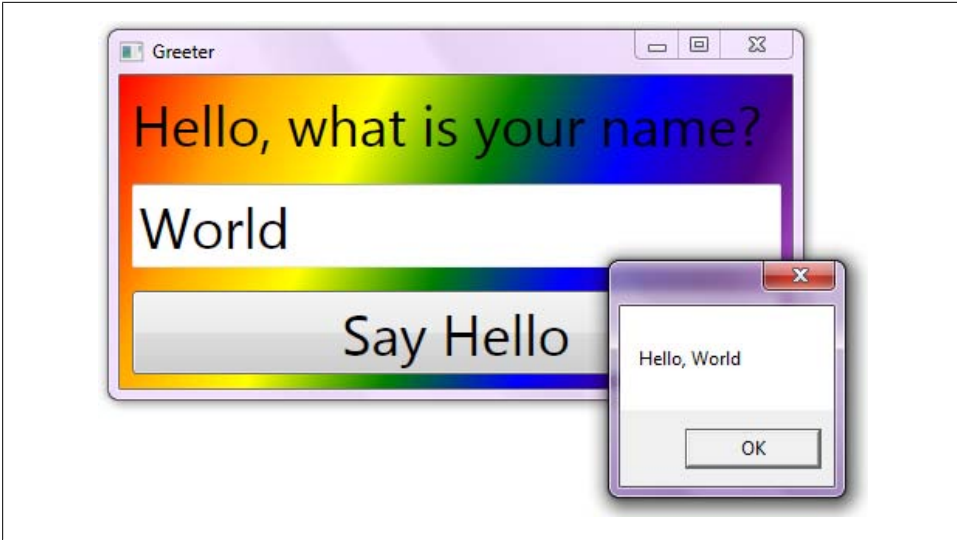 Greeter
Hello, what is your name?
World
Say Hello
Hello, World
OK